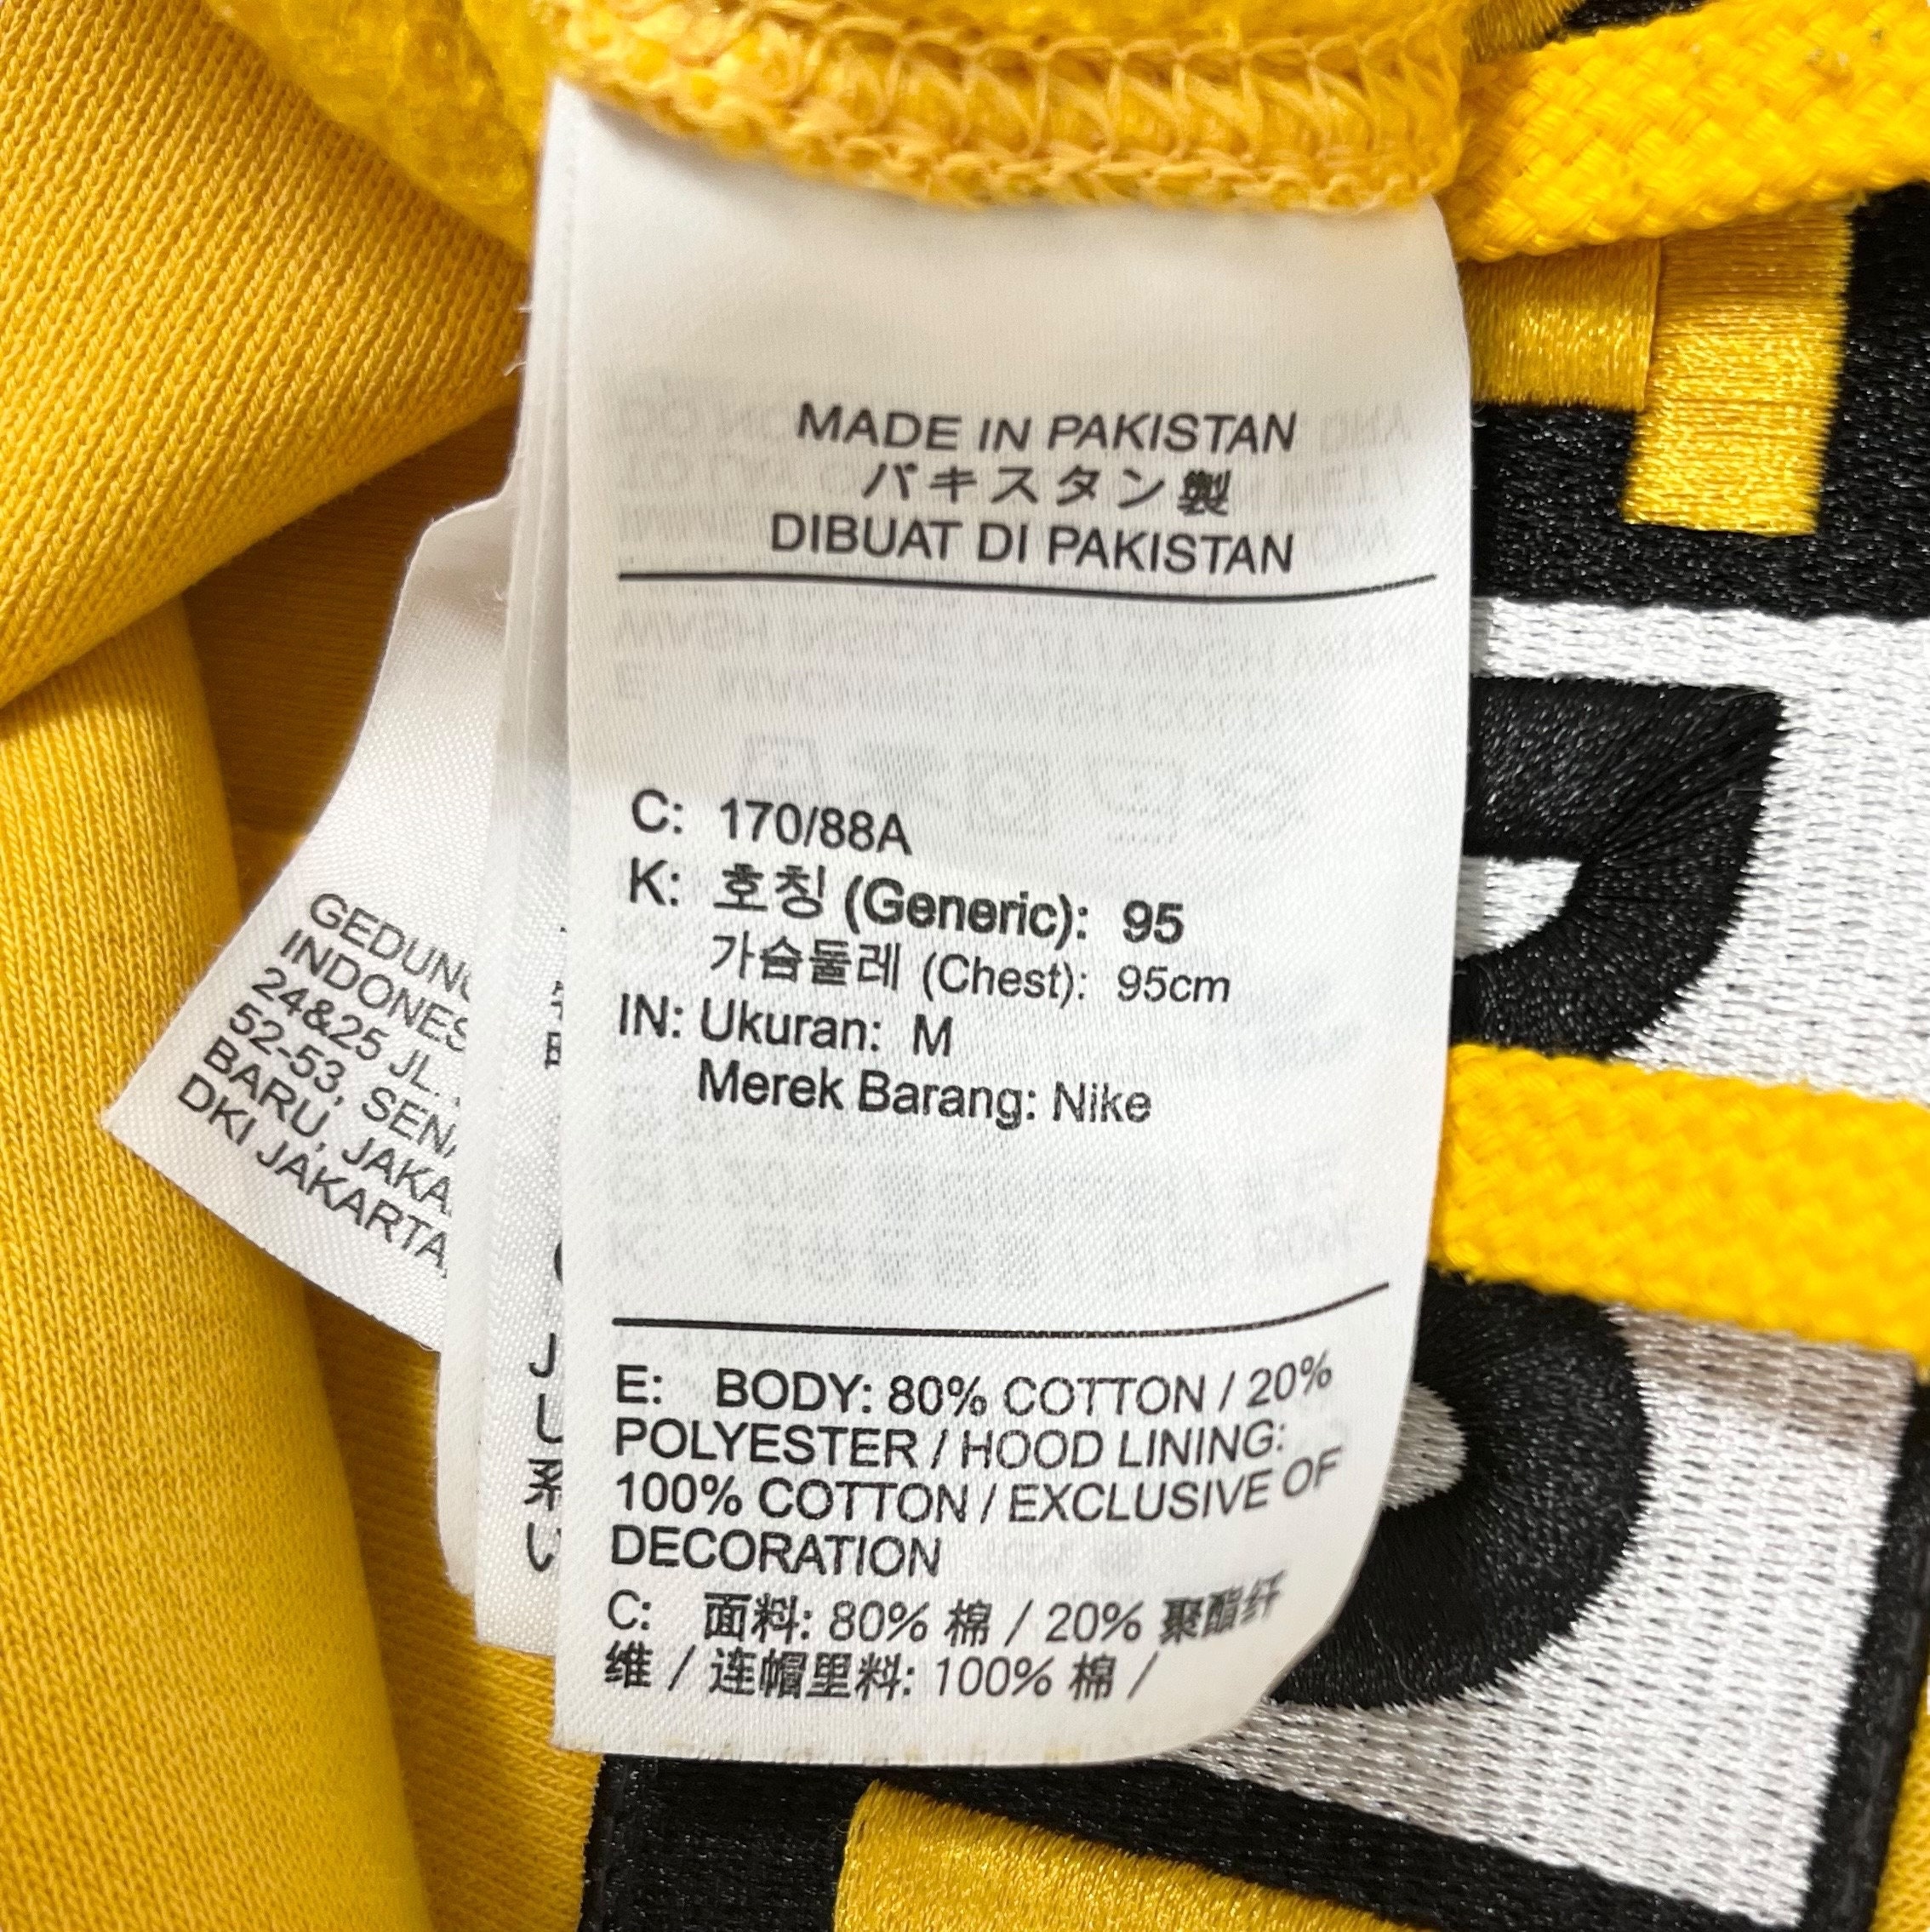 MADE IN PAKISTAN
パキスタン製
DIBUAT DI PAKISTAN
C: 170/88A
K: 호칭 (Generic): 95
가슴둘레 (Chest): 95cm
IN: Ukuran: M
Merek Barang: Nike
E: BODY: 80% COTTON / 20%
POLYESTER / HOOD LINING:
100% COTTON / EXCLUSIVE OF
DECORATION
C: 面料: 80% 棉 / 20% 聚酯纤
维 / 连帽里料: 100% 棉 /
GEDUNG
INDONES
24&25 JL.
52-53, SEN
BARU, JAKA
DKI JAKARTA,